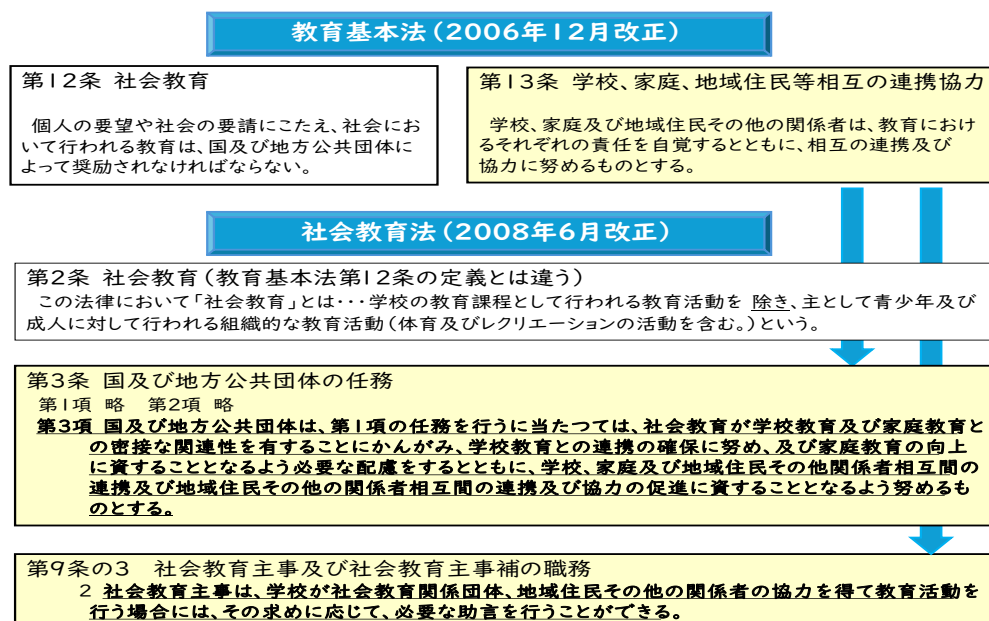 教育基本法(2006年12月改正)
第12条 社会教育
個人の要望や社会の要請にこたえ、社会にお
いて行われる教育は、国及び地方公共団体に
よって奨励されなければならない。
第13条 学校、家庭、地域住民等相互の連携協力
学校、家庭及び地域住民その他の関係者は、教育におけ
るそれぞれの責任を自覚するとともに、相互の連携及び
協力に努めるものとする。
社会教育法(2008年6月改正)
第2条 社会教育(教育基本法第12条の定義とは違う)
この法律において「社会教育」とは・・・学校の教育課程として行われる教育活動を 除き、主として青少年及び
成人に対して行われる組織的な教育活動(体育及びレクリエーションの活動を含む。)という。
第3条 国及び地方公共団体の任務
第1項 略 第2項 略
第3項 国及び地方公共団体は、第1項の任務を行うに当たつては、社会教育が学校教育及び家庭教育と
の密接な関連性を有することにかんがみ、学校教育との連携の確保に努め、及び家庭教育の向上
に資することとなるよう必要な配慮をするとともに、学校、家庭及び地域住民その他関係者相互間の
連携及び地域住民その他の関係者相互間の連携及び協力の促進に資することとなるよう努めるも
のとする。
第9条の3 社会教育主事及び社会教育主事補の職務
2 社会教育主事は、学校が社会教育関係団体、地域住民その他の関係者の協力を得て教育活動を
行う場合には、その求めに応じて、必要な助言を行うことができる。